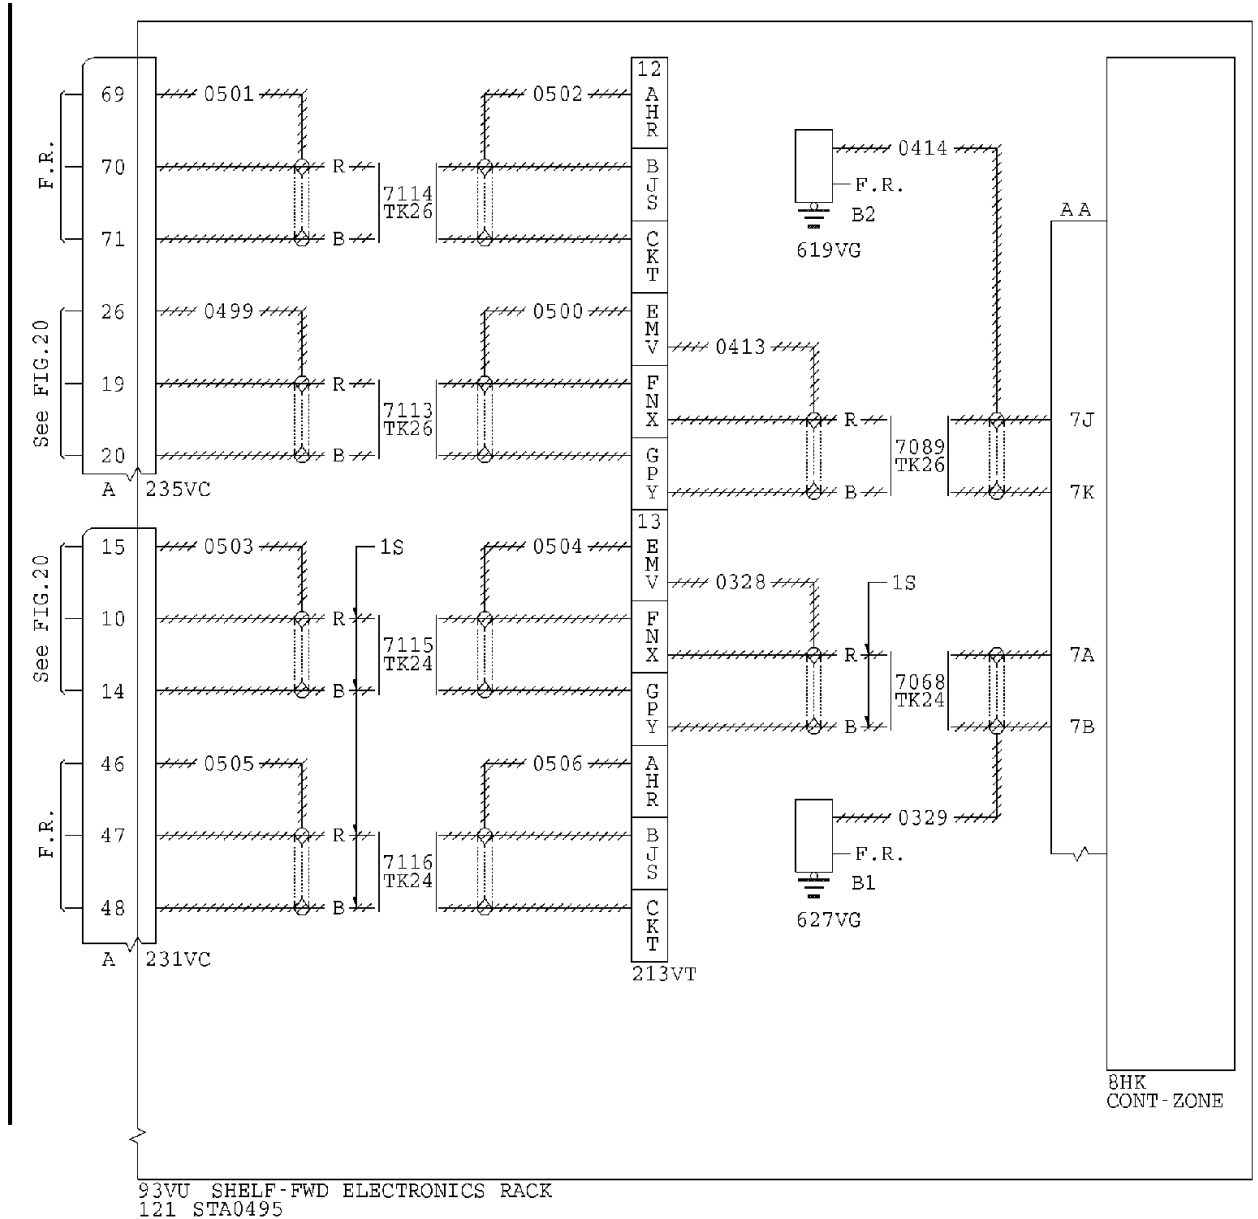 12
69 0501 0502 A H R
F.R.
70 R B J S
7114
TK26
71 B C K T
0414
F.R.
B2
619VG
AA
26 0499 0500 E M V
0413
See FIG.20
19 R F N X
7113
TK26
R 7J
20 B G P Y
7089
TK26
B 7K
A 235VC
13
15 0503 1S 0504 E M V
0328 1S
See FIG.20
10 R F N X
7115
TK24
R 7A
14 B G P Y
7068
TK24
B 7B
46 0505 0506 A H R
F.R.
47 R B J S
7116
TK24
48 B C K T
0329
F.R.
B1
627VG
A 231VC
213VT
8HK
CONT-ZONE
93VU SHELF-FWD ELECTRONICS RACK
121 STA0495